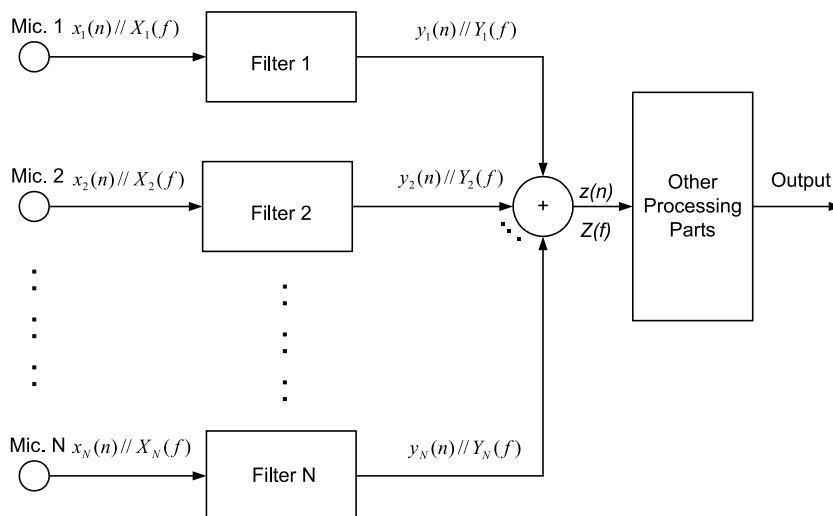 Mic. 1 x₁(n) // X₁(f)
Filter 1
y₁(n) // Y₁(f)
Mic. 2 x₂(n) // X₂(f)
Filter 2
y₂(n) // Y₂(f)
+
z(n)
Z(f)
Other
Processing
Parts
Output
Mic. N x_N(n) // X_N(f)
Filter N
y_N(n) // Y_N(f)